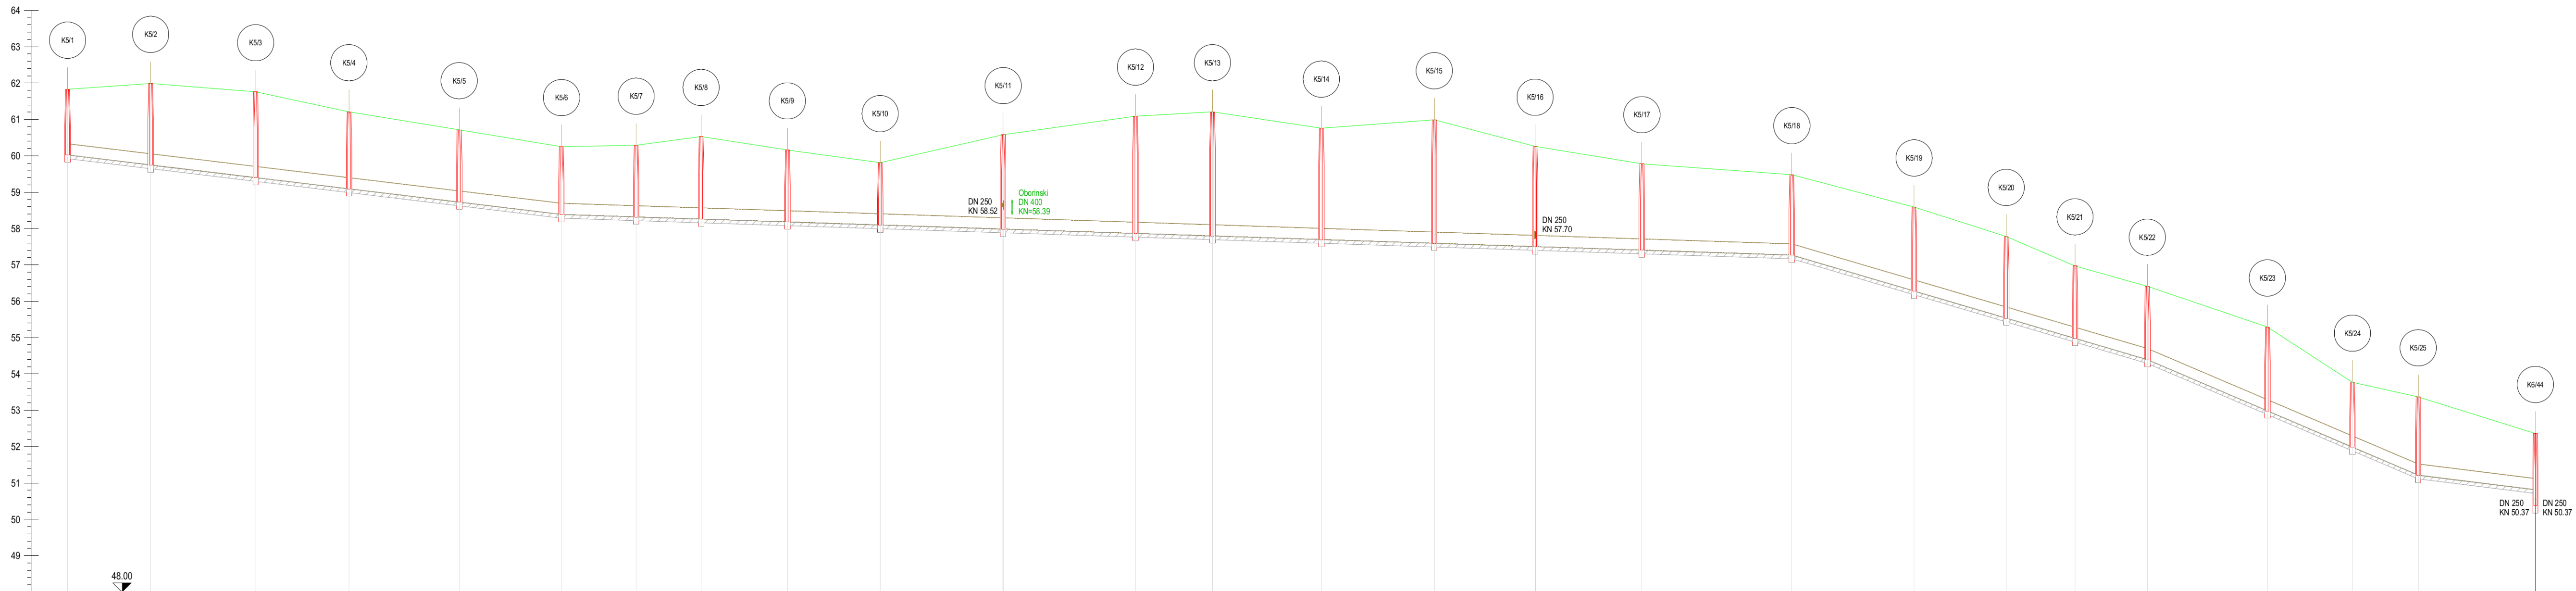 64
63
62
61
60
59
58
57
56
55
54
53
52
51
50
49
48.00
K5/1
K5/2
K5/3
K5/4
K5/5
K5/6
K5/7
K5/8
K5/9
K5/10
K5/11
K5/12
K5/13
K5/14
K5/15
K5/16
K5/17
K5/18
K5/19
K5/20
K5/21
K5/22
K5/23
K5/24
K5/25
K6/44
DN 250
KN 58.52
Oborinski
DN 400
KN=58.39
DN 250
KN 57.70
DN 250
KN 50.37
DN 250
KN 50.37